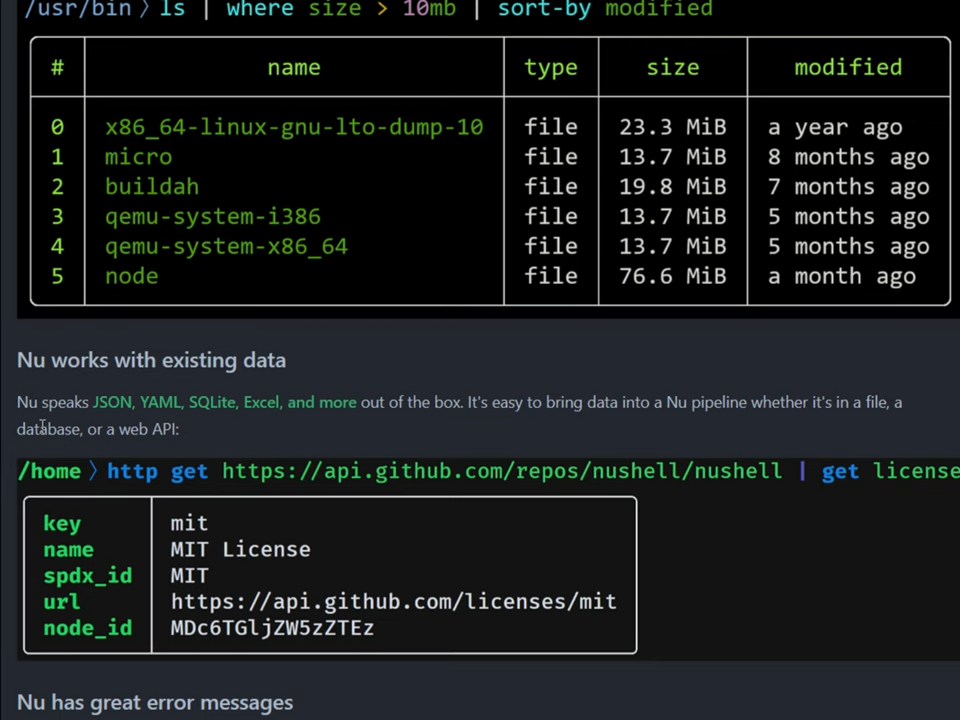 /usr/bin 〉ls | where size > 10mb | sort-by modified
# name type size modified
0 x86_64-linux-gnu-lto-dump-10 file 23.3 MiB a year ago
1 micro file 13.7 MiB 8 months ago
2 buildah file 19.8 MiB 7 months ago
3 qemu-system-i386 file 13.7 MiB 5 months ago
4 qemu-system-x86_64 file 13.7 MiB 5 months ago
5 node file 76.6 MiB a month ago
Nu works with existing data
Nu speaks JSON, YAML, SQLite, Excel, and more out of the box. It's easy to bring data into a Nu pipeline whether it's in a file, a
database, or a web API:
/home 〉http get https://api.github.com/repos/nushell/nushell | get license
key mit
name MIT License
spdx_id MIT
url https://api.github.com/licenses/mit
node_id MDc6TGljZW5zZTEz
Nu has great error messages